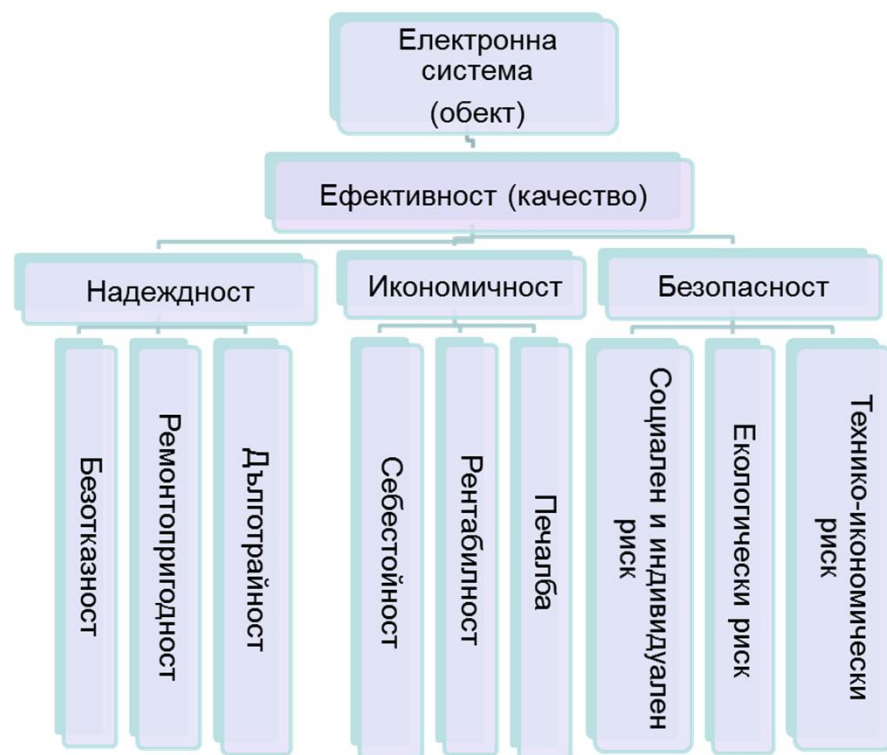 Електронна
система
(обект)
Ефективност (качество)
Надеждност
Икономичност
Безопасност
Безотказност
Ремонтопригодност
Дълготрайност
Себестойност
Рентабилност
Печалба
Социален и индивидуален
риск
Екологически риск
Технико-икономически
риск